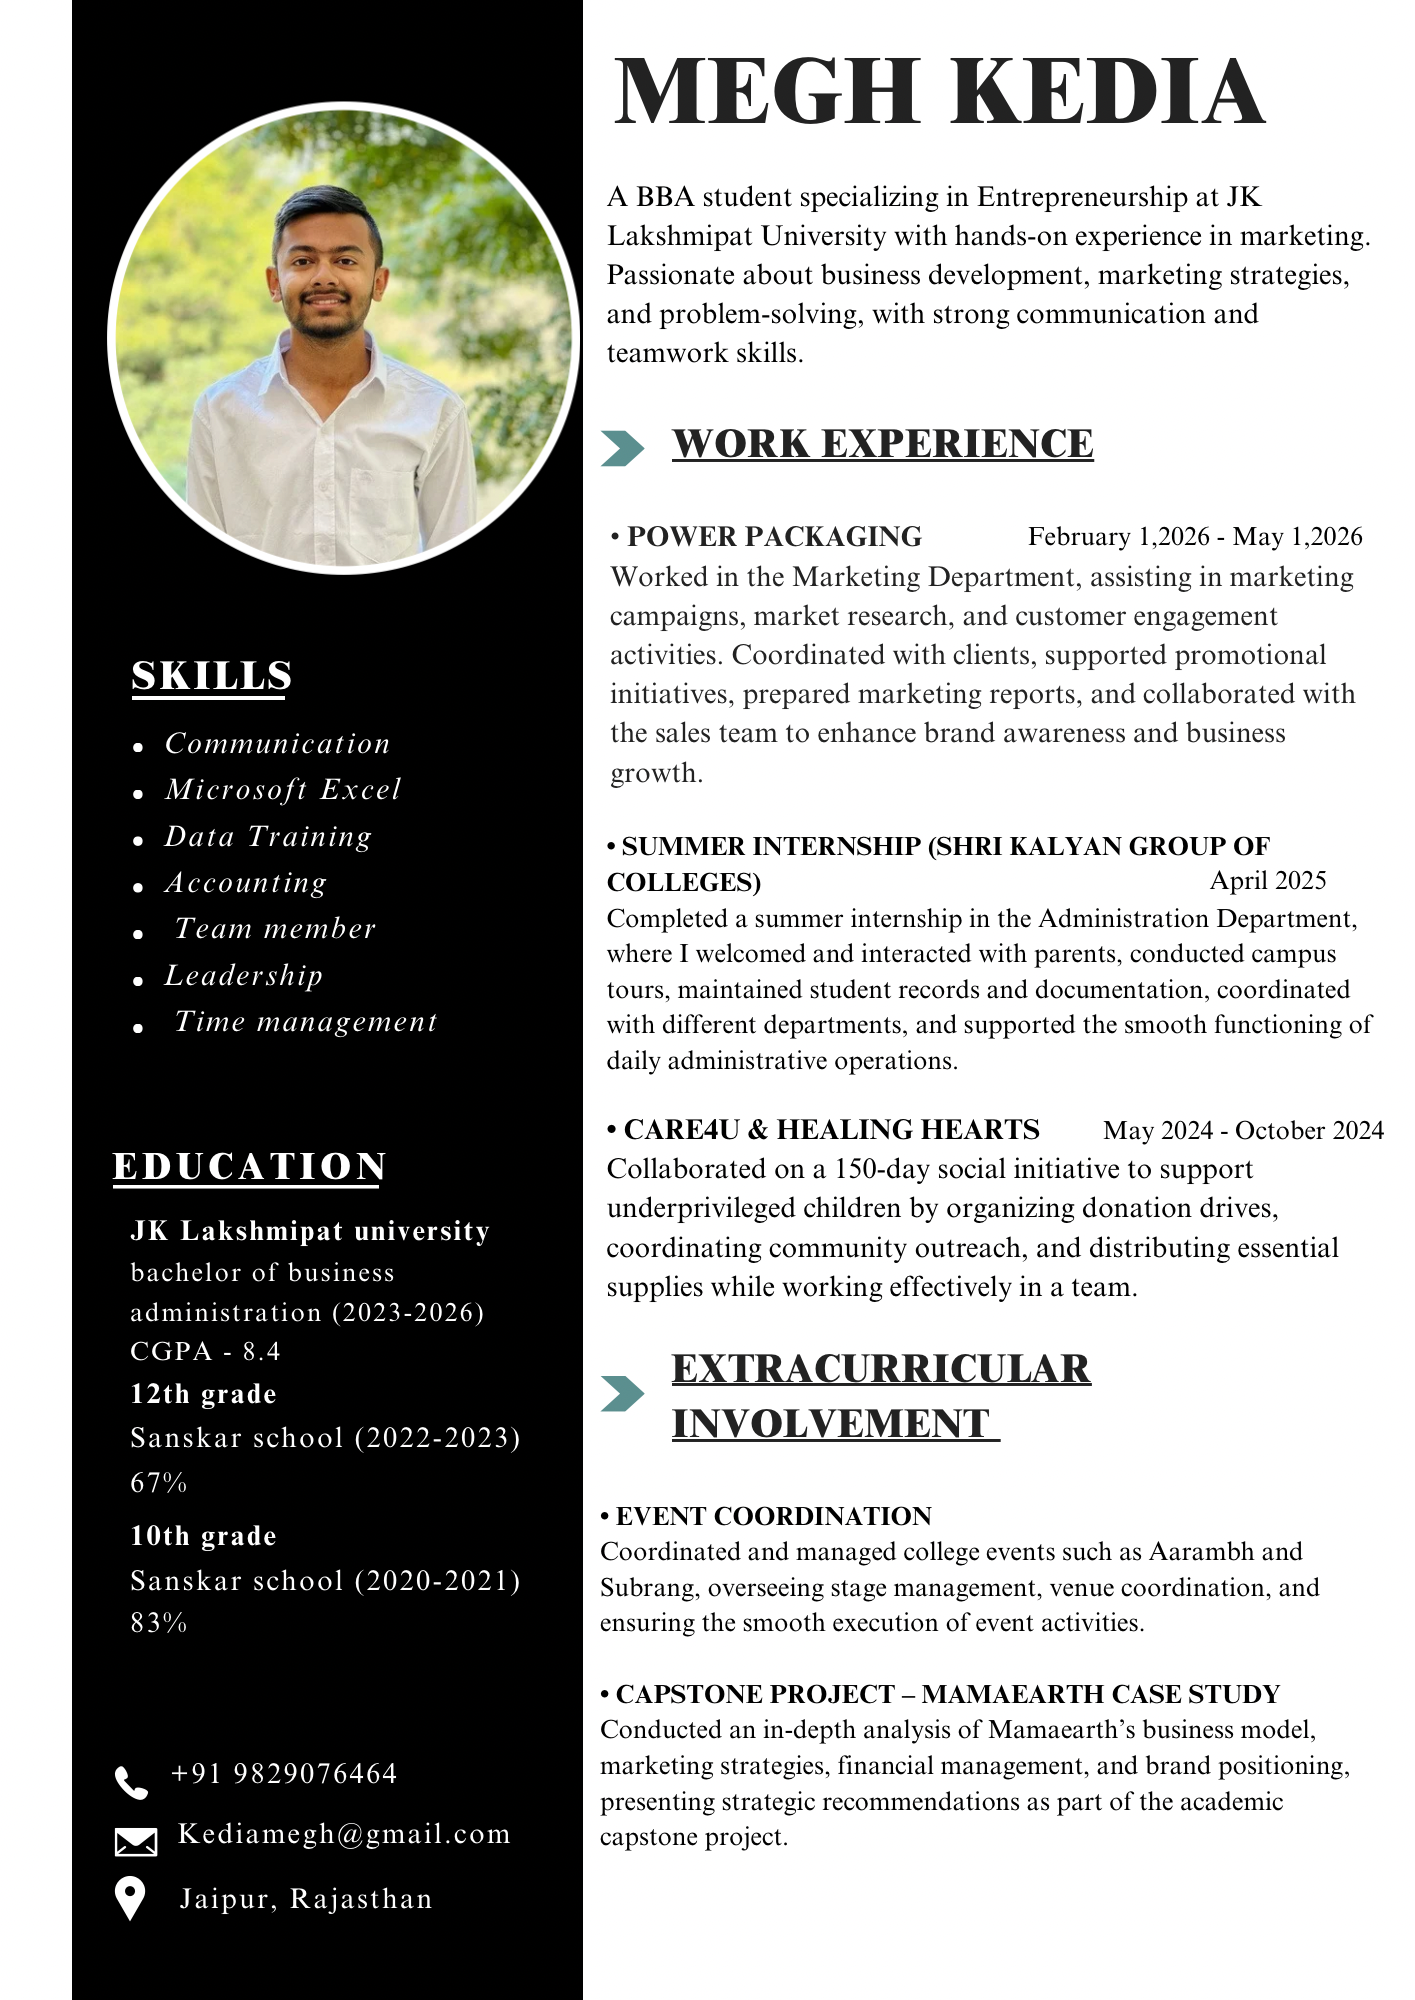 MEGH KEDIA
A BBA student specializing in Entrepreneurship at JK
Lakshmipat University with hands-on experience in marketing.
Passionate about business development, marketing strategies,
and problem-solving, with strong communication and
teamwork skills.
WORK EXPERIENCE
• POWER PACKAGING February 1,2026 - May 1,2026
Worked in the Marketing Department, assisting in marketing
campaigns, market research, and customer engagement
activities. Coordinated with clients, supported promotional
initiatives, prepared marketing reports, and collaborated with
the sales team to enhance brand awareness and business
growth.
• SUMMER INTERNSHIP (SHRI KALYAN GROUP OF
COLLEGES) April 2025
Completed a summer internship in the Administration Department,
where I welcomed and interacted with parents, conducted campus
tours, maintained student records and documentation, coordinated
with different departments, and supported the smooth functioning of
daily administrative operations.
• CARE4U & HEALING HEARTS May 2024 - October 2024
Collaborated on a 150-day social initiative to support
underprivileged children by organizing donation drives,
coordinating community outreach, and distributing essential
supplies while working effectively in a team.
EXTRACURRICULAR
INVOLVEMENT
• EVENT COORDINATION
Coordinated and managed college events such as Aarambh and
Subrang, overseeing stage management, venue coordination, and
ensuring the smooth execution of event activities.
• CAPSTONE PROJECT – MAMAEARTH CASE STUDY
Conducted an in-depth analysis of Mamaearth’s business model,
marketing strategies, financial management, and brand positioning,
presenting strategic recommendations as part of the academic
capstone project.
SKILLS
• Communication
• Microsoft Excel
• Data Training
• Accounting
• Team member
• Leadership
• Time management
EDUCATION
JK Lakshmipat university
bachelor of business
administration (2023-2026)
CGPA - 8.4
12th grade
Sanskar school (2022-2023)
67%
10th grade
Sanskar school (2020-2021)
83%
+91 9829076464
Kediamegh@gmail.com
Jaipur, Rajasthan